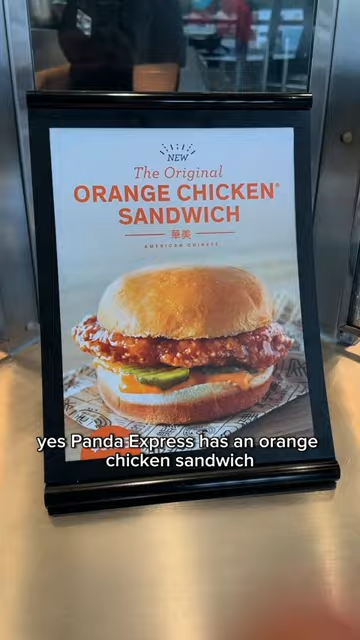 NEW
The Original
ORANGE CHICKEN®
SANDWICH
華美
AMERICAN CHINESE
yes Panda Express has an orange
chicken sandwich